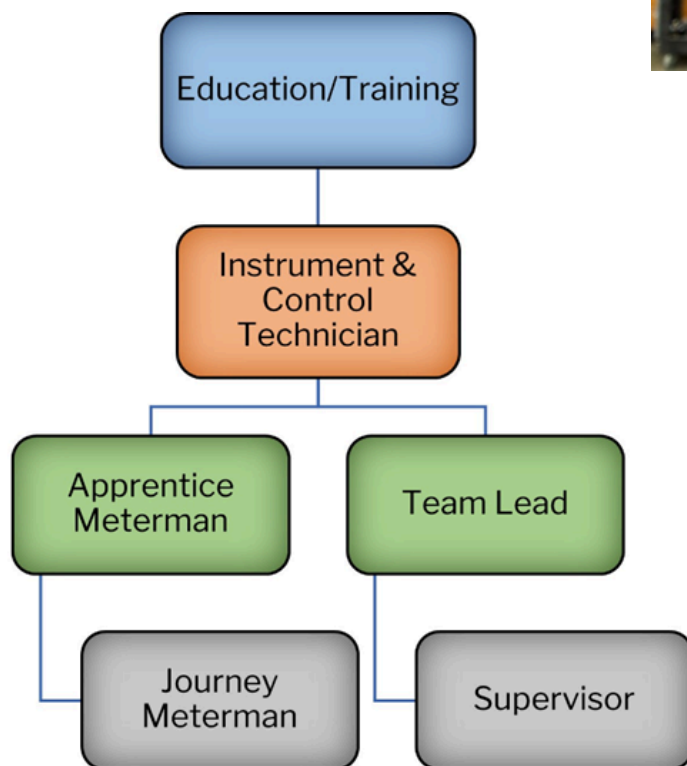 Education/Training
Instrument &
Control
Technician
Apprentice
Meterman
Team Lead
Journey
Meterman
Supervisor